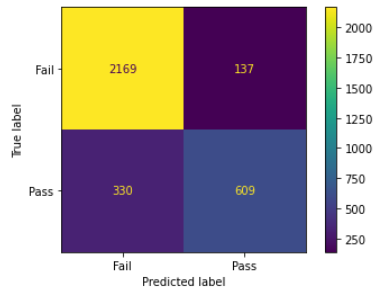 Fail
2169
137
Pass
330
609
Fail
Pass
Predicted label
True label
2000
1750
1500
1250
1000
750
500
250